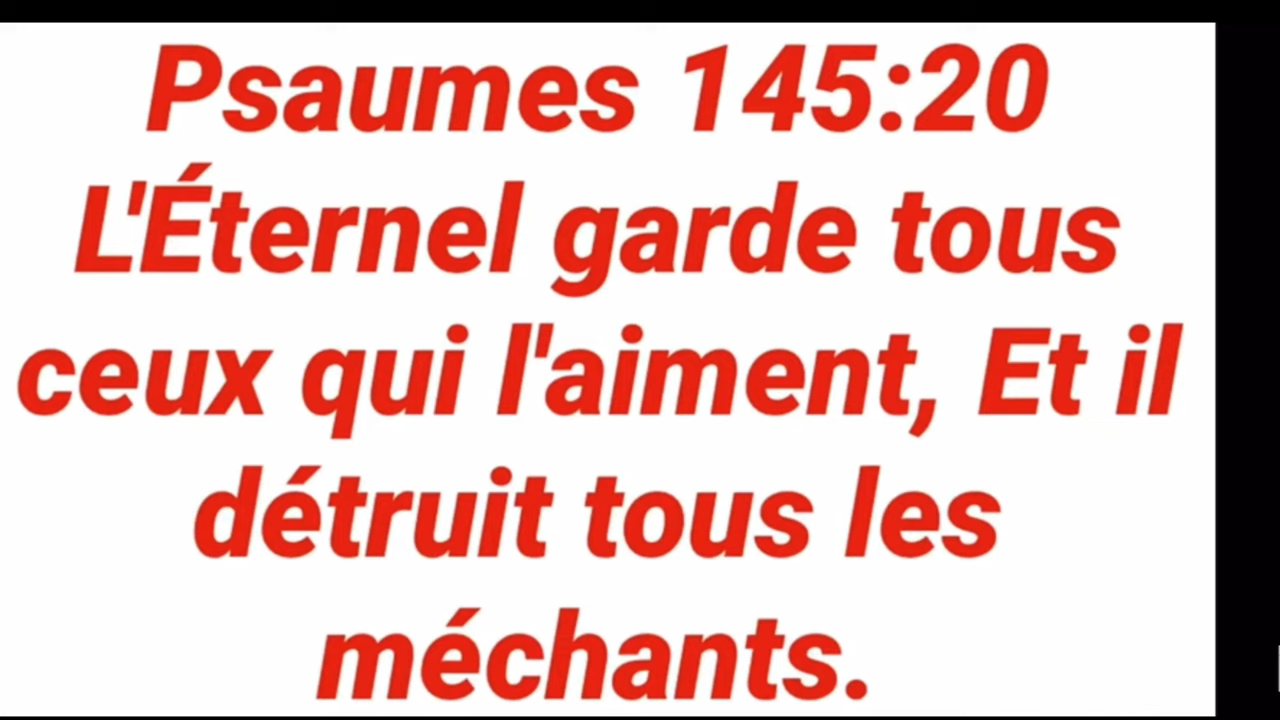 Psaumes 145:20
L'Éternel garde tous
ceux qui l'aiment, Et il
détruit tous les
méchants.